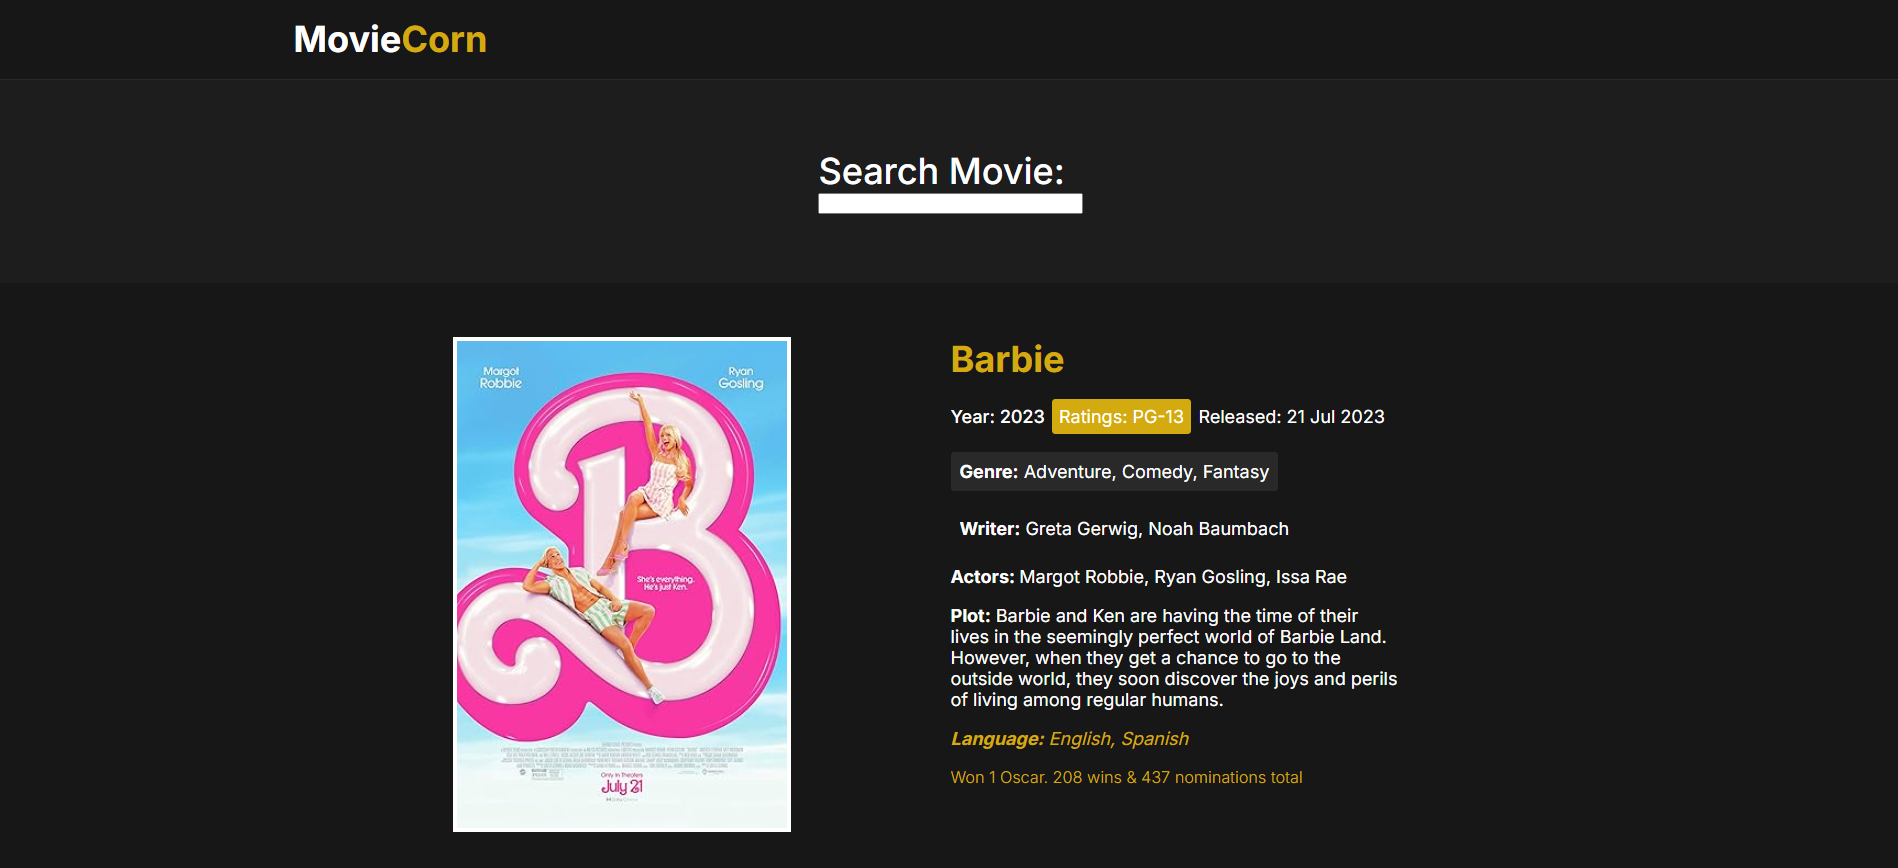 MovieCorn
Search Movie:
Margot
Robbie
Ryan
Gosling
She's everything.
He's just Ken.
Only in Theaters
July 21
Barbie
Year: 2023 Ratings: PG-13 Released: 21 Jul 2023
Genre: Adventure, Comedy, Fantasy
Writer: Greta Gerwig, Noah Baumbach
Actors: Margot Robbie, Ryan Gosling, Issa Rae
Plot: Barbie and Ken are having the time of their
lives in the seemingly perfect world of Barbie Land.
However, when they get a chance to go to the
outside world, they soon discover the joys and perils
of living among regular humans.
Language: English, Spanish
Won 1 Oscar. 208 wins & 437 nominations total